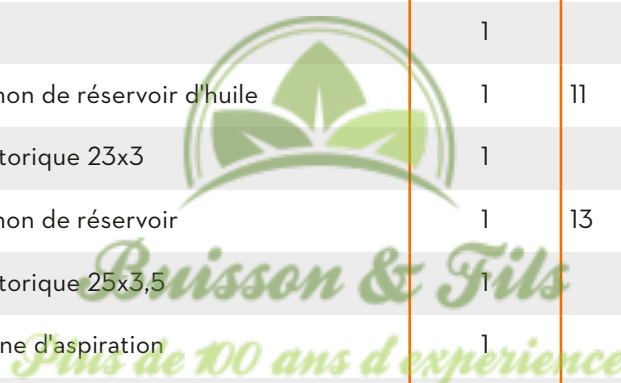 1
non de réservoir d'huile 1 11
torique 23x3 1
non de réservoir 1 13
torique 25x3,5 1
Buisson & Fils
ne d'aspiration 1
Plus de 100 ans d'experience